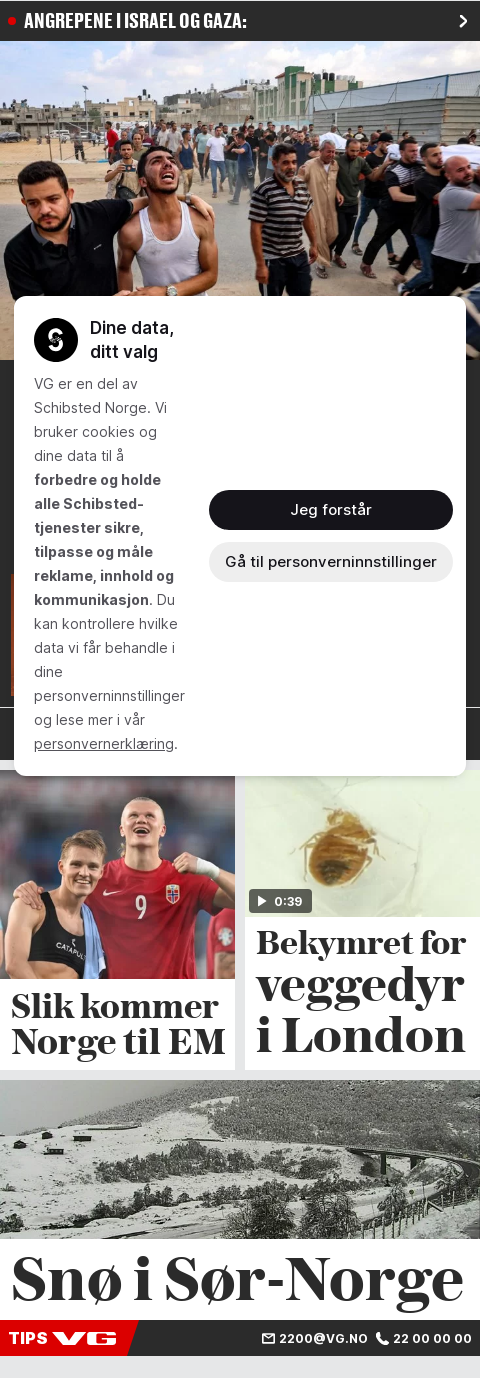 ANGREPENE I ISRAEL OG GAZA:
Dine data,
ditt valg
VG er en del av
Schibsted Norge. Vi
bruker cookies og
dine data til å
forbedre og holde
alle Schibsted-
tjenester sikre,
tilpasse og måle
reklame, innhold og
kommunikasjon. Du
kan kontrollere hvilke
data vi får behandle i
dine
personverninnstillinger
og lese mer i vår
personvernerklæring.
Jeg forstår
Gå til personverninnstillinger
9
CATAPULT
Slik kommer
Norge til EM
0:39
Bekymret for
veggedyr
i London
Snø i Sør-Norge
TIPS VG
2200@VG.NO 22 00 00 00